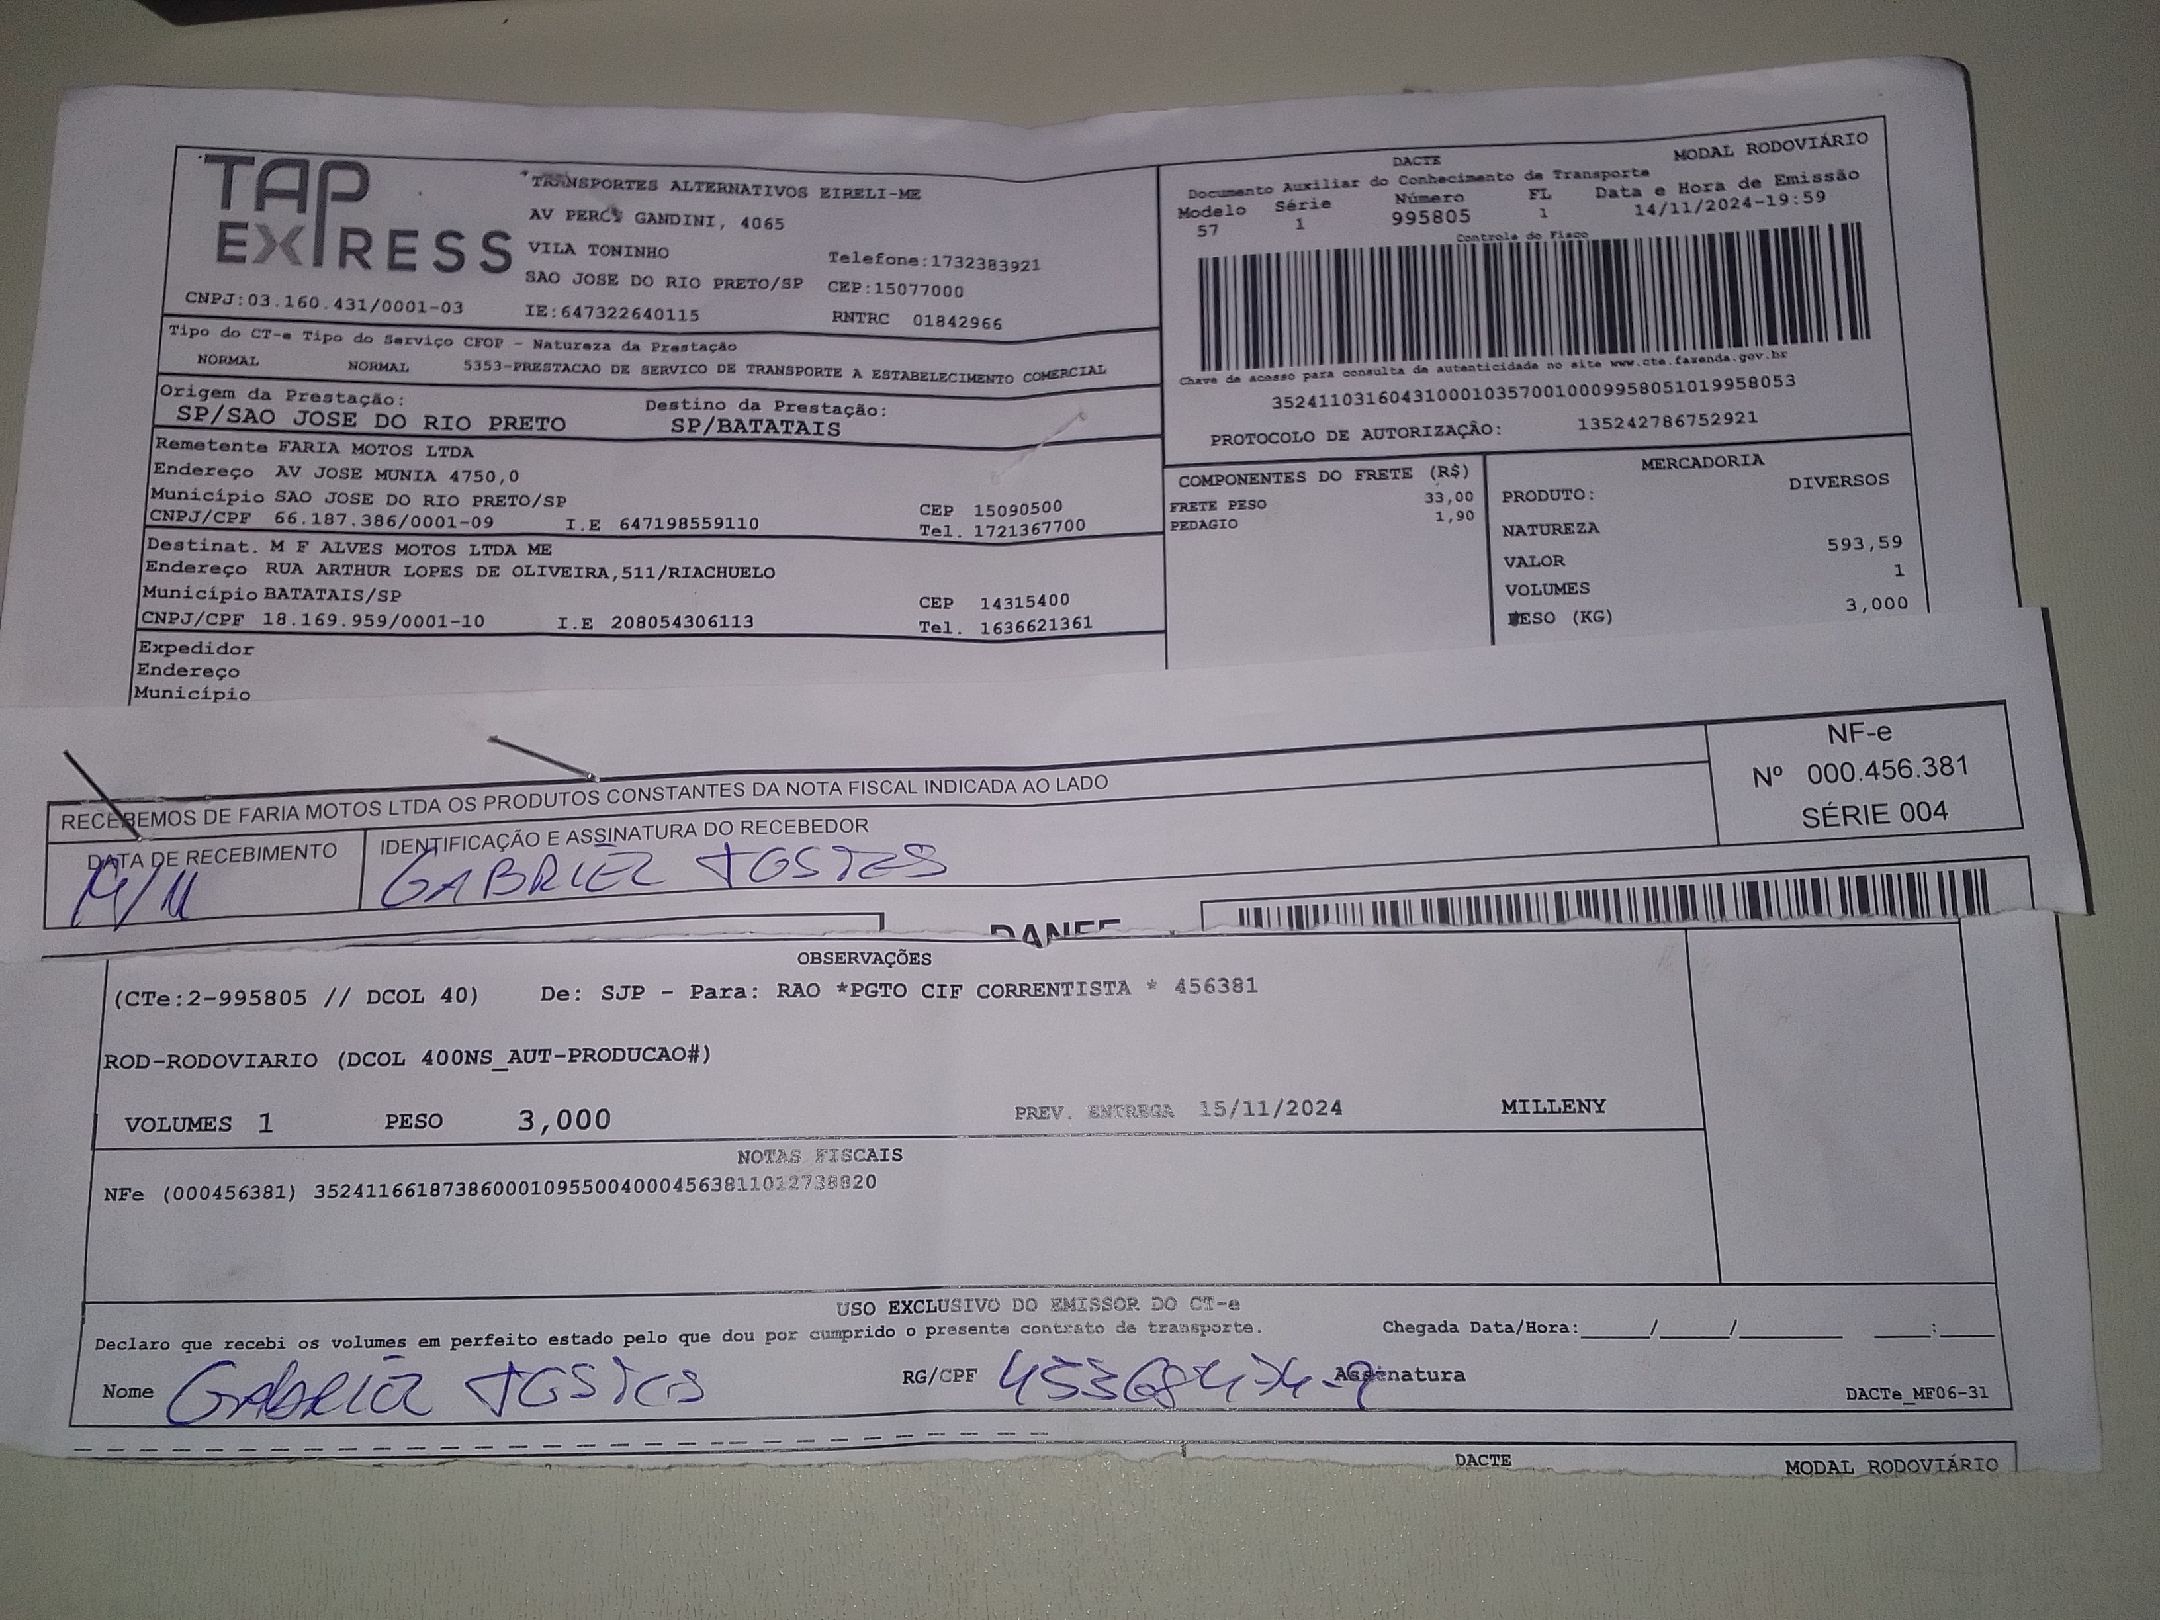 TAP EXPRESS
TRANSPORTES ALTERNATIVOS EIRELI-ME
AV PERCY GANDINI, 4065
VILA TONINHO
Telefone:1732383921
SAO JOSE DO RIO PRETO/SP CEP:15077000
CNPJ:03.160.431/0001-03 IE:647322640115 RNTRC 01842966
Tipo do CT-e Tipo do Serviço CFOP - Natureza da Prestação
NORMAL NORMAL 5353-PRESTACAO DE SERVICO DE TRANSPORTE A ESTABELECIMENTO COMERCIAL
Origem da Prestação: Destino da Prestação:
SP/SAO JOSE DO RIO PRETO SP/BATATAIS
Remetente FARIA MOTOS LTDA
Endereço AV JOSE MUNIA 4750,0
Município SAO JOSE DO RIO PRETO/SP CEP 15090500
CNPJ/CPF 66.187.386/0001-09 I.E 647198559110 Tel. 1721367700
Destinat. M F ALVES MOTOS LTDA ME
Endereço RUA ARTHUR LOPES DE OLIVEIRA,511/RIACHUELO
Município BATATAIS/SP CEP 14315400
CNPJ/CPF 18.169.959/0001-10 I.E 208054306113 Tel. 1636621361
Expedidor
Endereço
Município
DACTE MODAL RODOVIÁRIO
Documento Auxiliar do Conhecimento de Transporte
Modelo Série Número FL Data e Hora de Emissão
57 1 995805 1 14/11/2024-19:59
Controle do Fisco
Chave de acesso para consulta de autenticidade no site www.cte.fazenda.gov.br
35241103160431000103570010009958051019958053
PROTOCOLO DE AUTORIZAÇÃO: 135242786752921
COMPONENTES DO FRETE (R$)
FRETE PESO 33,00
PEDAGIO 1,90
MERCADORIA
PRODUTO: DIVERSOS
NATUREZA
VALOR 593,59
VOLUMES 1
PESO (KG) 3,000
RECEBEMOS DE FARIA MOTOS LTDA OS PRODUTOS CONSTANTES DA NOTA FISCAL INDICADA AO LADO
NF-e
Nº 000.456.381
SÉRIE 004
DATA DE RECEBIMENTO IDENTIFICAÇÃO E ASSINATURA DO RECEBEDOR
GABRIEL TOSTES
DANFE
OBSERVAÇÕES
(CTe:2-995805 // DCOL 40) De: SJP - Para: RAO *PGTO CIF CORRENTISTA * 456381
ROD-RODOVIARIO (DCOL 400NS_AUT-PRODUCAO#)
VOLUMES 1 PESO 3,000 PREV. ENTREGA 15/11/2024 MILLENY
NOTAS FISCAIS
NFe (000456381)
USO EXCLUSIVO DO EMISSOR DO CT-e
Declaro que recebi os volumes em perfeito estado pelo que dou por cumprido o presente contrato de transporte. Chegada Data/Hora:____/____/______ ___:___
Nome GABRIEL TOSTES RG/CPF Assinatura
DACTe_MF06-31
DACTE MODAL RODOVIÁRIO